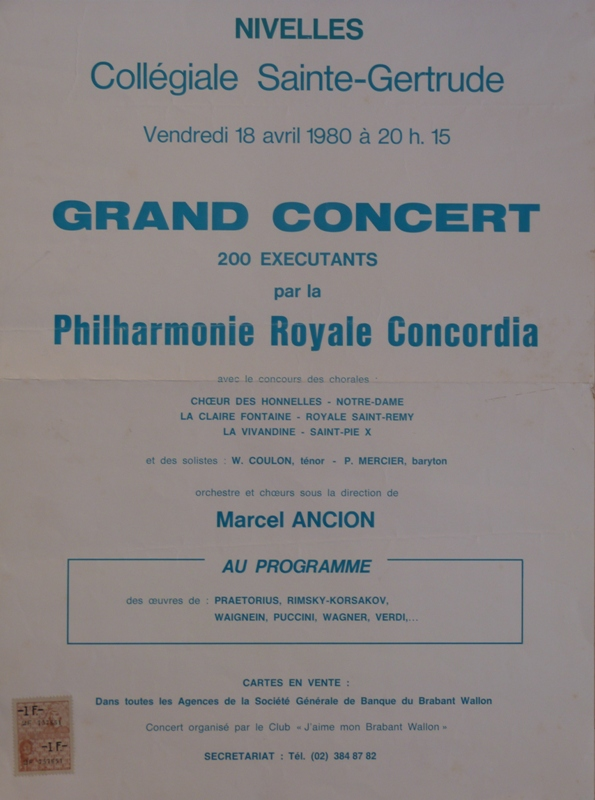 NIVELLES
Collégiale Sainte-Gertrude
Vendredi 18 avril 1980 à 20 h. 15
GRAND CONCERT
200 EXECUTANTS
par la
Philharmonie Royale Concordia
avec le concours des chorales :
CHŒUR DES HONNELLES - NOTRE-DAME
LA CLAIRE FONTAINE - ROYALE SAINT-REMY
LA VIVANDINE - SAINT-PIE X
et des solistes : W. COULON, ténor - P. MERCIER, baryton
orchestre et chœurs sous la direction de
Marcel ANCION
AU PROGRAMME
des œuvres de : PRAETORIUS, RIMSKY-KORSAKOV,
WAIGNEIN, PUCCINI, WAGNER, VERDI,...
CARTES EN VENTE :
Dans toutes les Agences de la Société Générale de Banque du Brabant Wallon
Concert organisé par le Club « J'aime mon Brabant Wallon »
SECRETARIAT : Tél. (02) 384 87 82
-1 F-
-1 F-